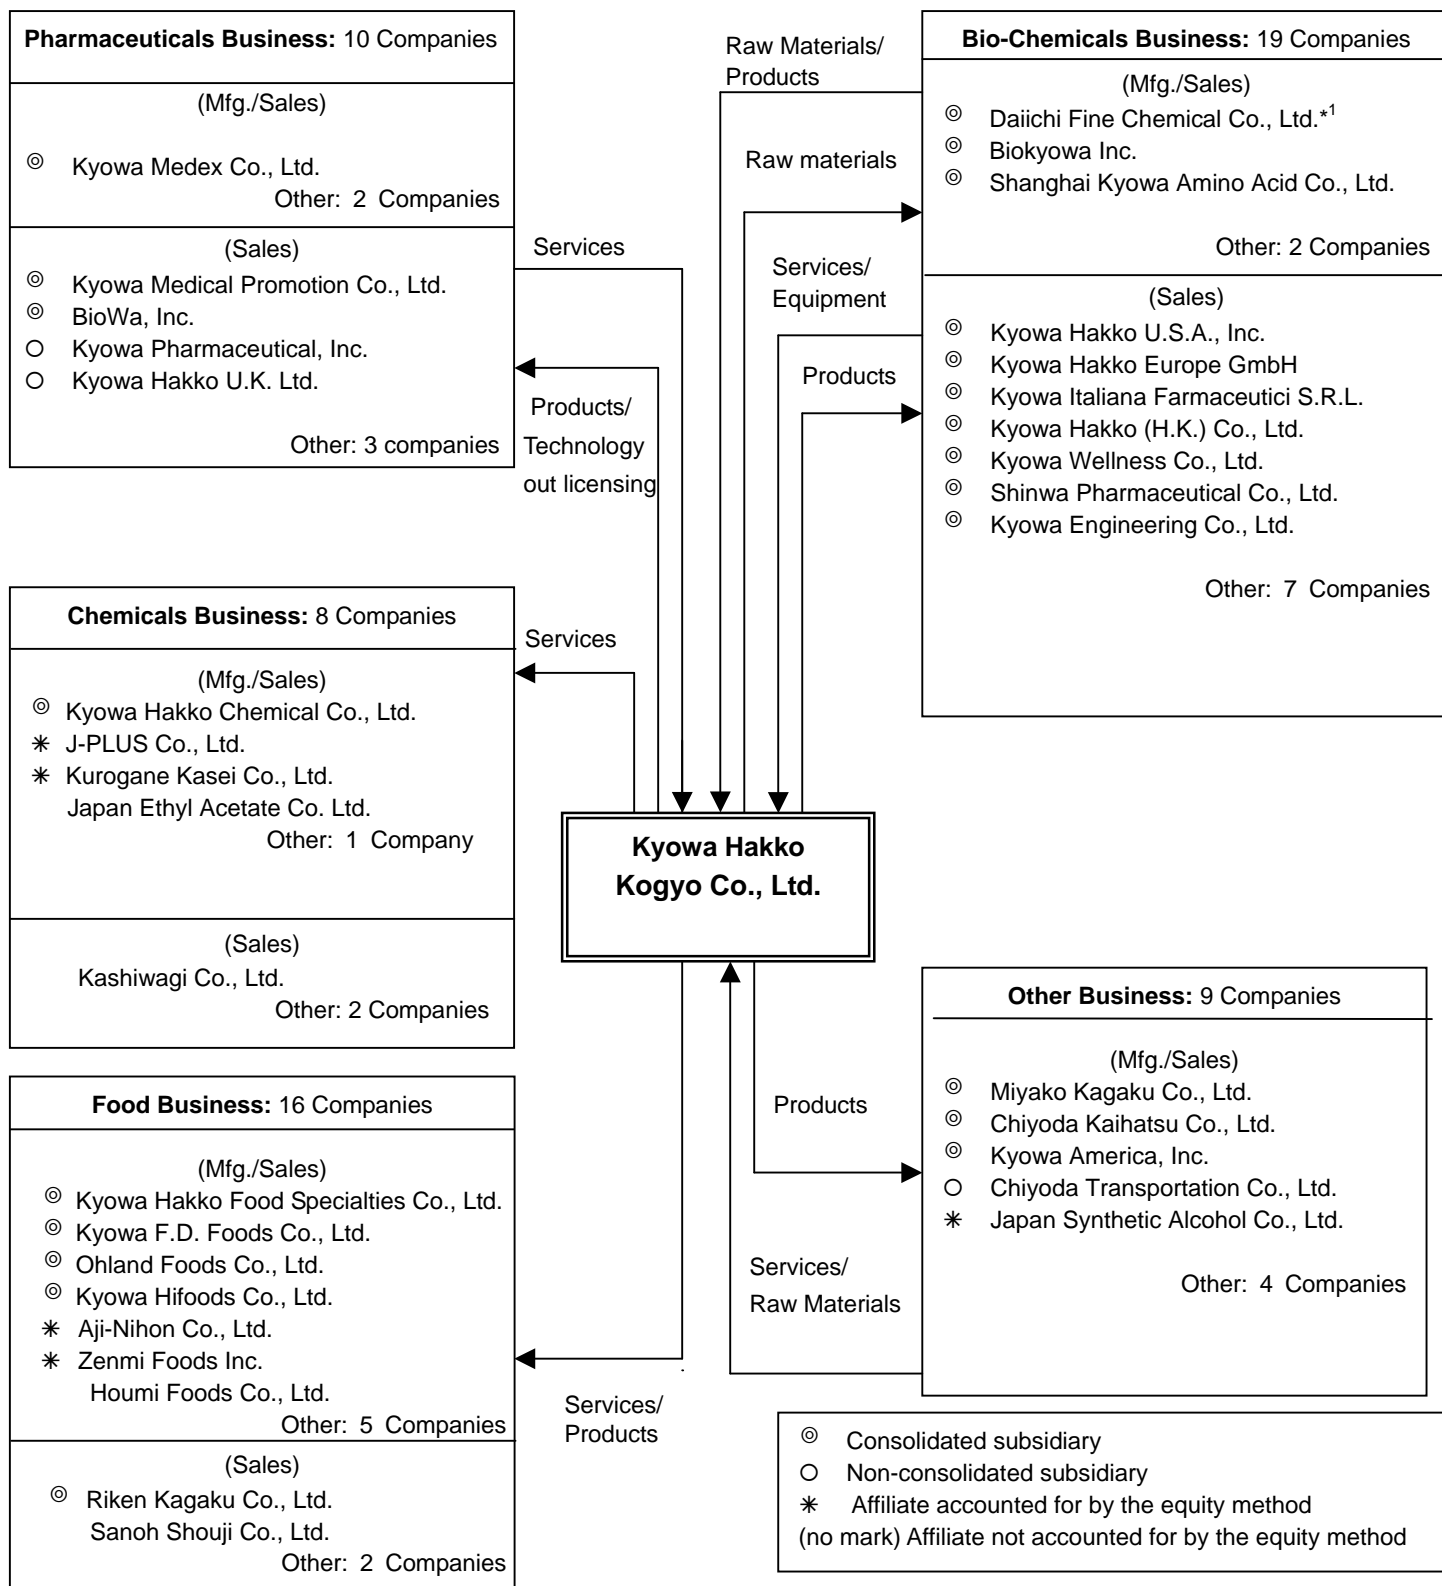 Pharmaceuticals Business: 10 Companies
(Mfg./Sales)
◎ Kyowa Medex Co., Ltd.
Other: 2 Companies
(Sales)
◎ Kyowa Medical Promotion Co., Ltd.
◎ BioWa, Inc.
○ Kyowa Pharmaceutical, Inc.
○ Kyowa Hakko U.K. Ltd.
Other: 3 companies
Services
Products/
Technology
out licensing
Raw Materials/
Products
Raw materials
Services/
Equipment
Products
Bio-Chemicals Business: 19 Companies
(Mfg./Sales)
◎ Daiichi Fine Chemical Co., Ltd.*1
◎ Biokyowa Inc.
◎ Shanghai Kyowa Amino Acid Co., Ltd.
Other: 2 Companies
(Sales)
◎ Kyowa Hakko U.S.A., Inc.
◎ Kyowa Hakko Europe GmbH
◎ Kyowa Italiana Farmaceutici S.R.L.
◎ Kyowa Hakko (H.K.) Co., Ltd.
◎ Kyowa Wellness Co., Ltd.
◎ Shinwa Pharmaceutical Co., Ltd.
◎ Kyowa Engineering Co., Ltd.
Other: 7 Companies
Chemicals Business: 8 Companies
(Mfg./Sales)
◎ Kyowa Hakko Chemical Co., Ltd.
* J-PLUS Co., Ltd.
* Kurogane Kasei Co., Ltd.
Japan Ethyl Acetate Co. Ltd.
Other: 1 Company
(Sales)
Kashiwagi Co., Ltd.
Other: 2 Companies
Services
Kyowa Hakko
Kogyo Co., Ltd.
Food Business: 16 Companies
(Mfg./Sales)
◎ Kyowa Hakko Food Specialties Co., Ltd.
◎ Kyowa F.D. Foods Co., Ltd.
◎ Ohland Foods Co., Ltd.
◎ Kyowa Hifoods Co., Ltd.
* Aji-Nihon Co., Ltd.
* Zenmi Foods Inc.
Houmi Foods Co., Ltd.
Other: 5 Companies
(Sales)
◎ Riken Kagaku Co., Ltd.
Sanoh Shouji Co., Ltd.
Other: 2 Companies
Services/
Products
Products
Services/
Raw Materials
Other Business: 9 Companies
(Mfg./Sales)
◎ Miyako Kagaku Co., Ltd.
◎ Chiyoda Kaihatsu Co., Ltd.
◎ Kyowa America, Inc.
○ Chiyoda Transportation Co., Ltd.
* Japan Synthetic Alcohol Co., Ltd.
Other: 4 Companies
◎ Consolidated subsidiary
○ Non-consolidated subsidiary
* Affiliate accounted for by the equity method
(no mark) Affiliate not accounted for by the equity method